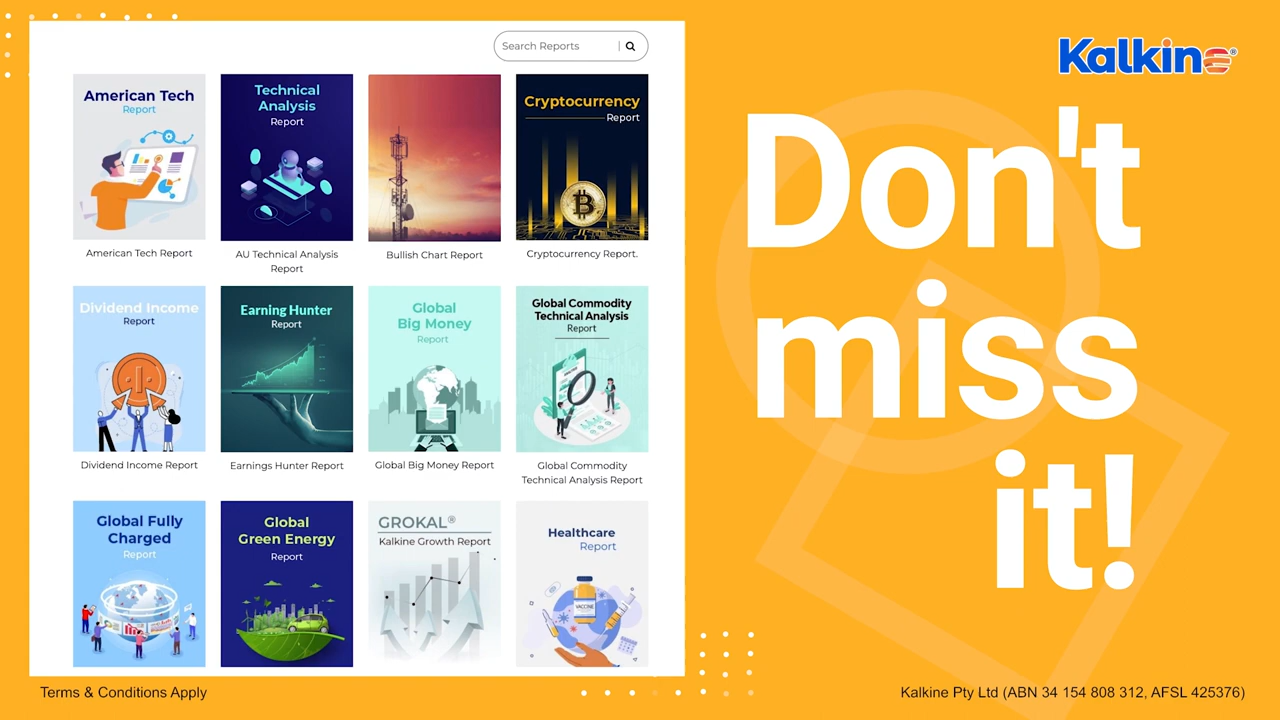 Search Reports
Kalkine®
American Tech
Report
Technical
Analysis
Report
Cryptocurrency
Report
American Tech Report
AU Technical Analysis
Report
Bullish Chart Report
Cryptocurrency Report.
Dividend Income
Report
Earning Hunter
Report
Global
Big Money
Report
Global Commodity
Technical Analysis
Report
Dividend Income Report
Earnings Hunter Report
Global Big Money Report
Global Commodity
Technical Analysis Report
Global Fully
Charged
Report
Global
Green Energy
Report
GROKAL®
Kalkine Growth Report
Healthcare
Report
VACCINE
Don't
miss
it!
Terms & Conditions Apply
Kalkine Pty Ltd (ABN 34 154 808 312, AFSL 425376)